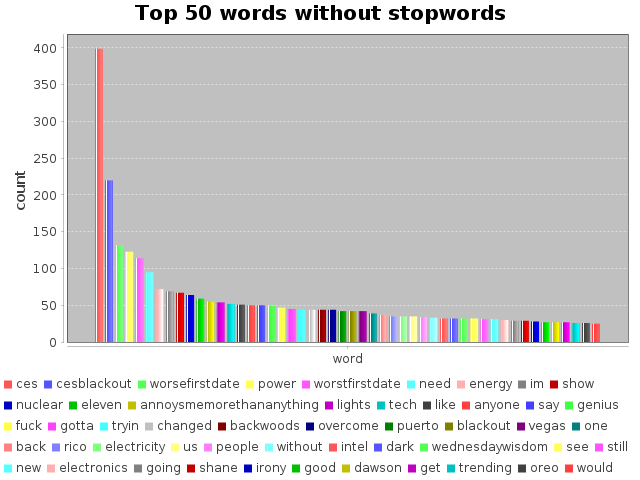 Top 50 words without stopwords
400
350
300
250
200
150
100
50
0
count
word
ces cesblackout worsefirstdate power worstfirstdate need energy im show
nuclear eleven annoysmemorethananything lights tech like anyone say genius
fuck gotta tryin changed backwoods overcome puerto blackout vegas one
back rico electricity us people without intel dark wednesdaywisdom see still
new electronics going shane irony good dawson get trending oreo would